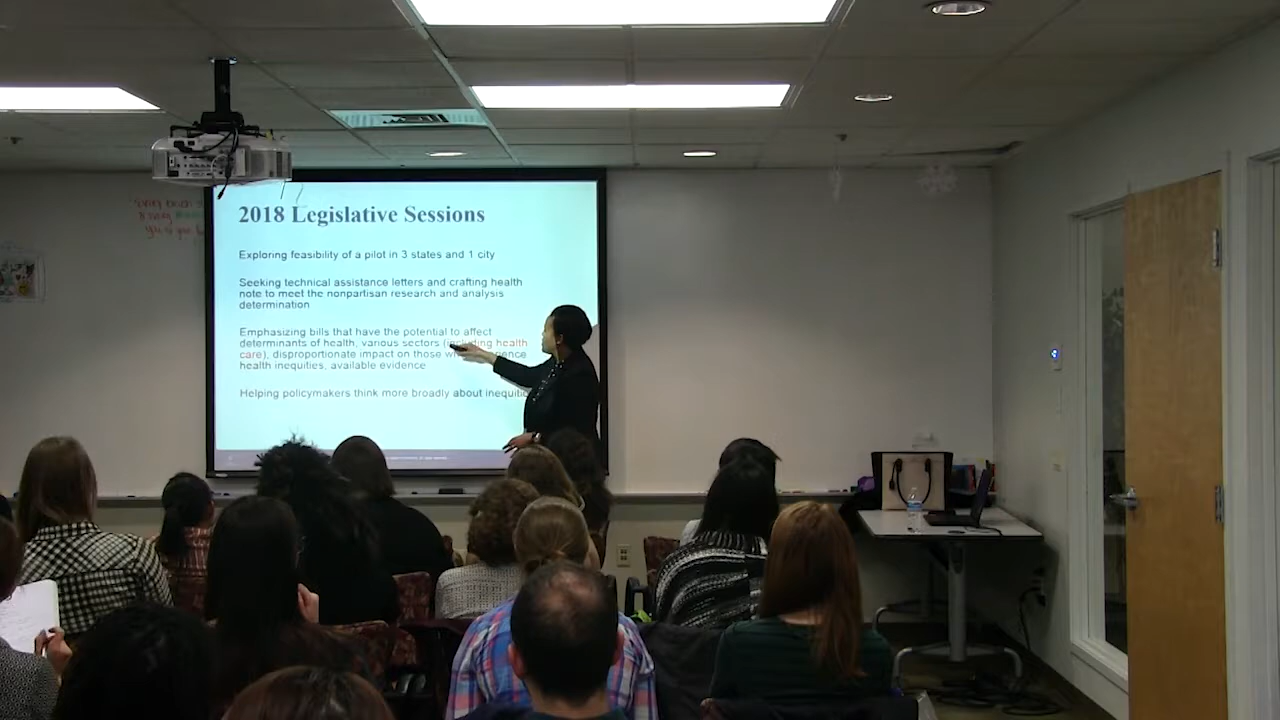 2018 Legislative Sessions
Exploring feasibility of a pilot in 3 states and 1 city
Seeking technical assistance letters and crafting health
note to meet the nonpartisan research and analysis
determination
Emphasizing bills that have the potential to affect
determinants of health, various sectors (including health
care), disproportionate impact on those
health inequities, available evidence
Helping policymakers think more broadly about